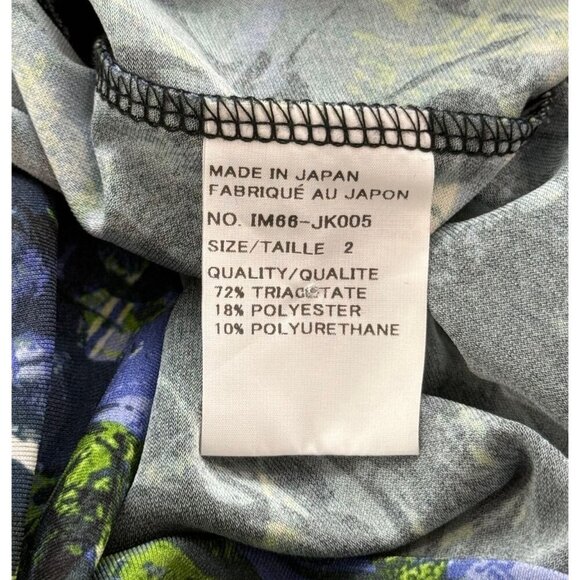 MADE IN JAPAN
FABRIQUÉ AU JAPON
NO. IM66-JK005
SIZE/TAILLE 2
QUALITY/QUALITE
72% TRIACETATE
18% POLYESTER
10% POLYURETHANE